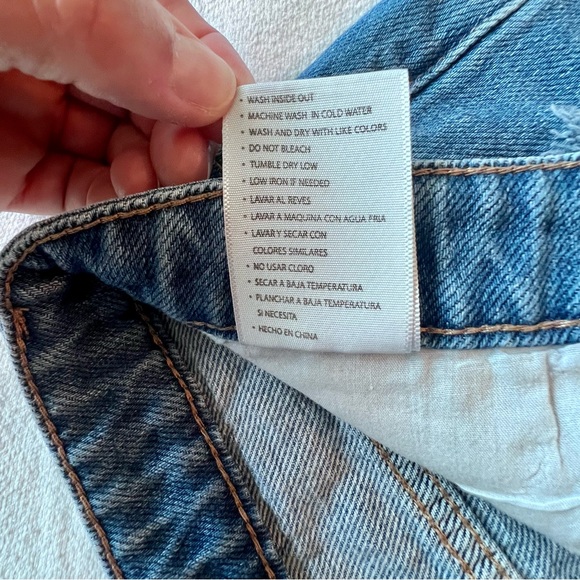 • WASH INSIDE OUT
• MACHINE WASH IN COLD WATER
• WASH AND DRY WITH LIKE COLORS
• DO NOT BLEACH
• TUMBLE DRY LOW
• LOW IRON IF NEEDED
• LAVAR AL REVES
• LAVAR A MAQUINA CON AGUA FRIA
• LAVAR Y SECAR CON
COLORES SIMILARES
• NO USAR CLORO
• SECAR A BAJA TEMPERATURA
• PLANCHAR A BAJA TEMPERATURA
SI NECESITA
• HECHO EN CHINA